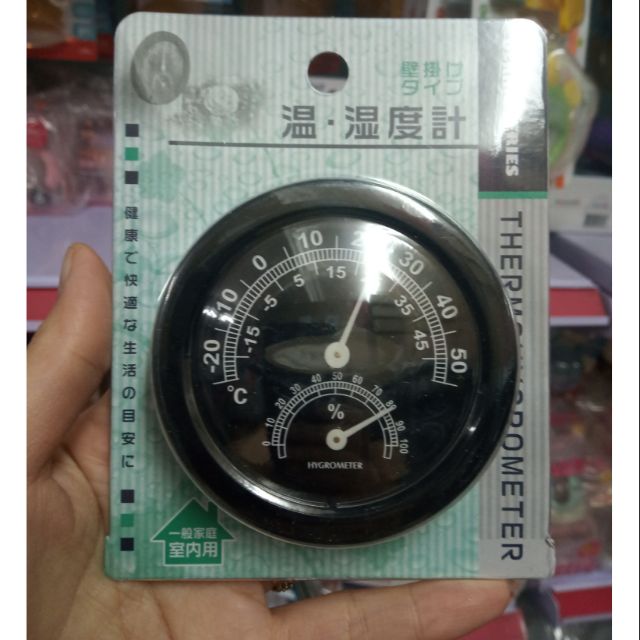 壁掛け
タイプ
温・湿度計
RIES
THERMO
ROMETER
健康で快適な生活の目安に
-20
-10
0
10
30
40
50
-15
-5
5
15
35
45
°C
0
10
20
30
40
50
60
70
80
90
100
%
HYGROMETER
一般家庭
室内用